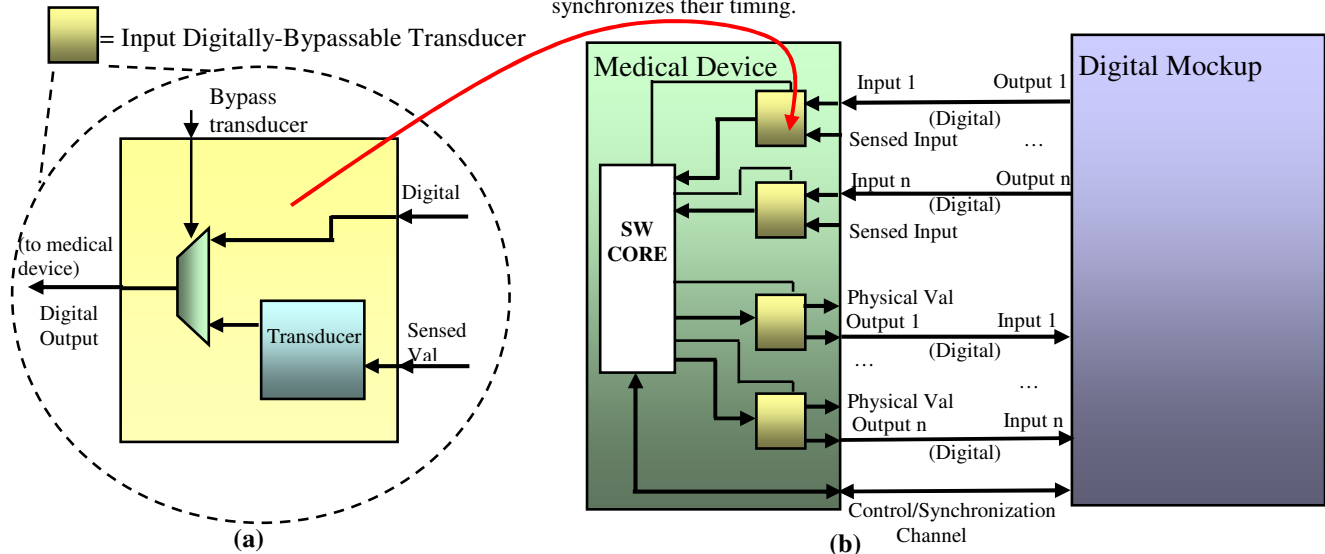 synchronizes their timing.
= Input Digitally-Bypassable Transducer
Bypass
transducer
Digital
(to medical
device)
Digital
Output
Transducer
Sensed
Val
(a)
Medical Device
Digital Mockup
SW
CORE
Input 1
Output 1
(Digital)
Sensed Input
…
Input n
Output n
(Digital)
Sensed Input
Physical Val
Output 1
Input 1
(Digital)
…
…
Physical Val
Output n
Input n
(Digital)
Control/Synchronization
Channel
(b)